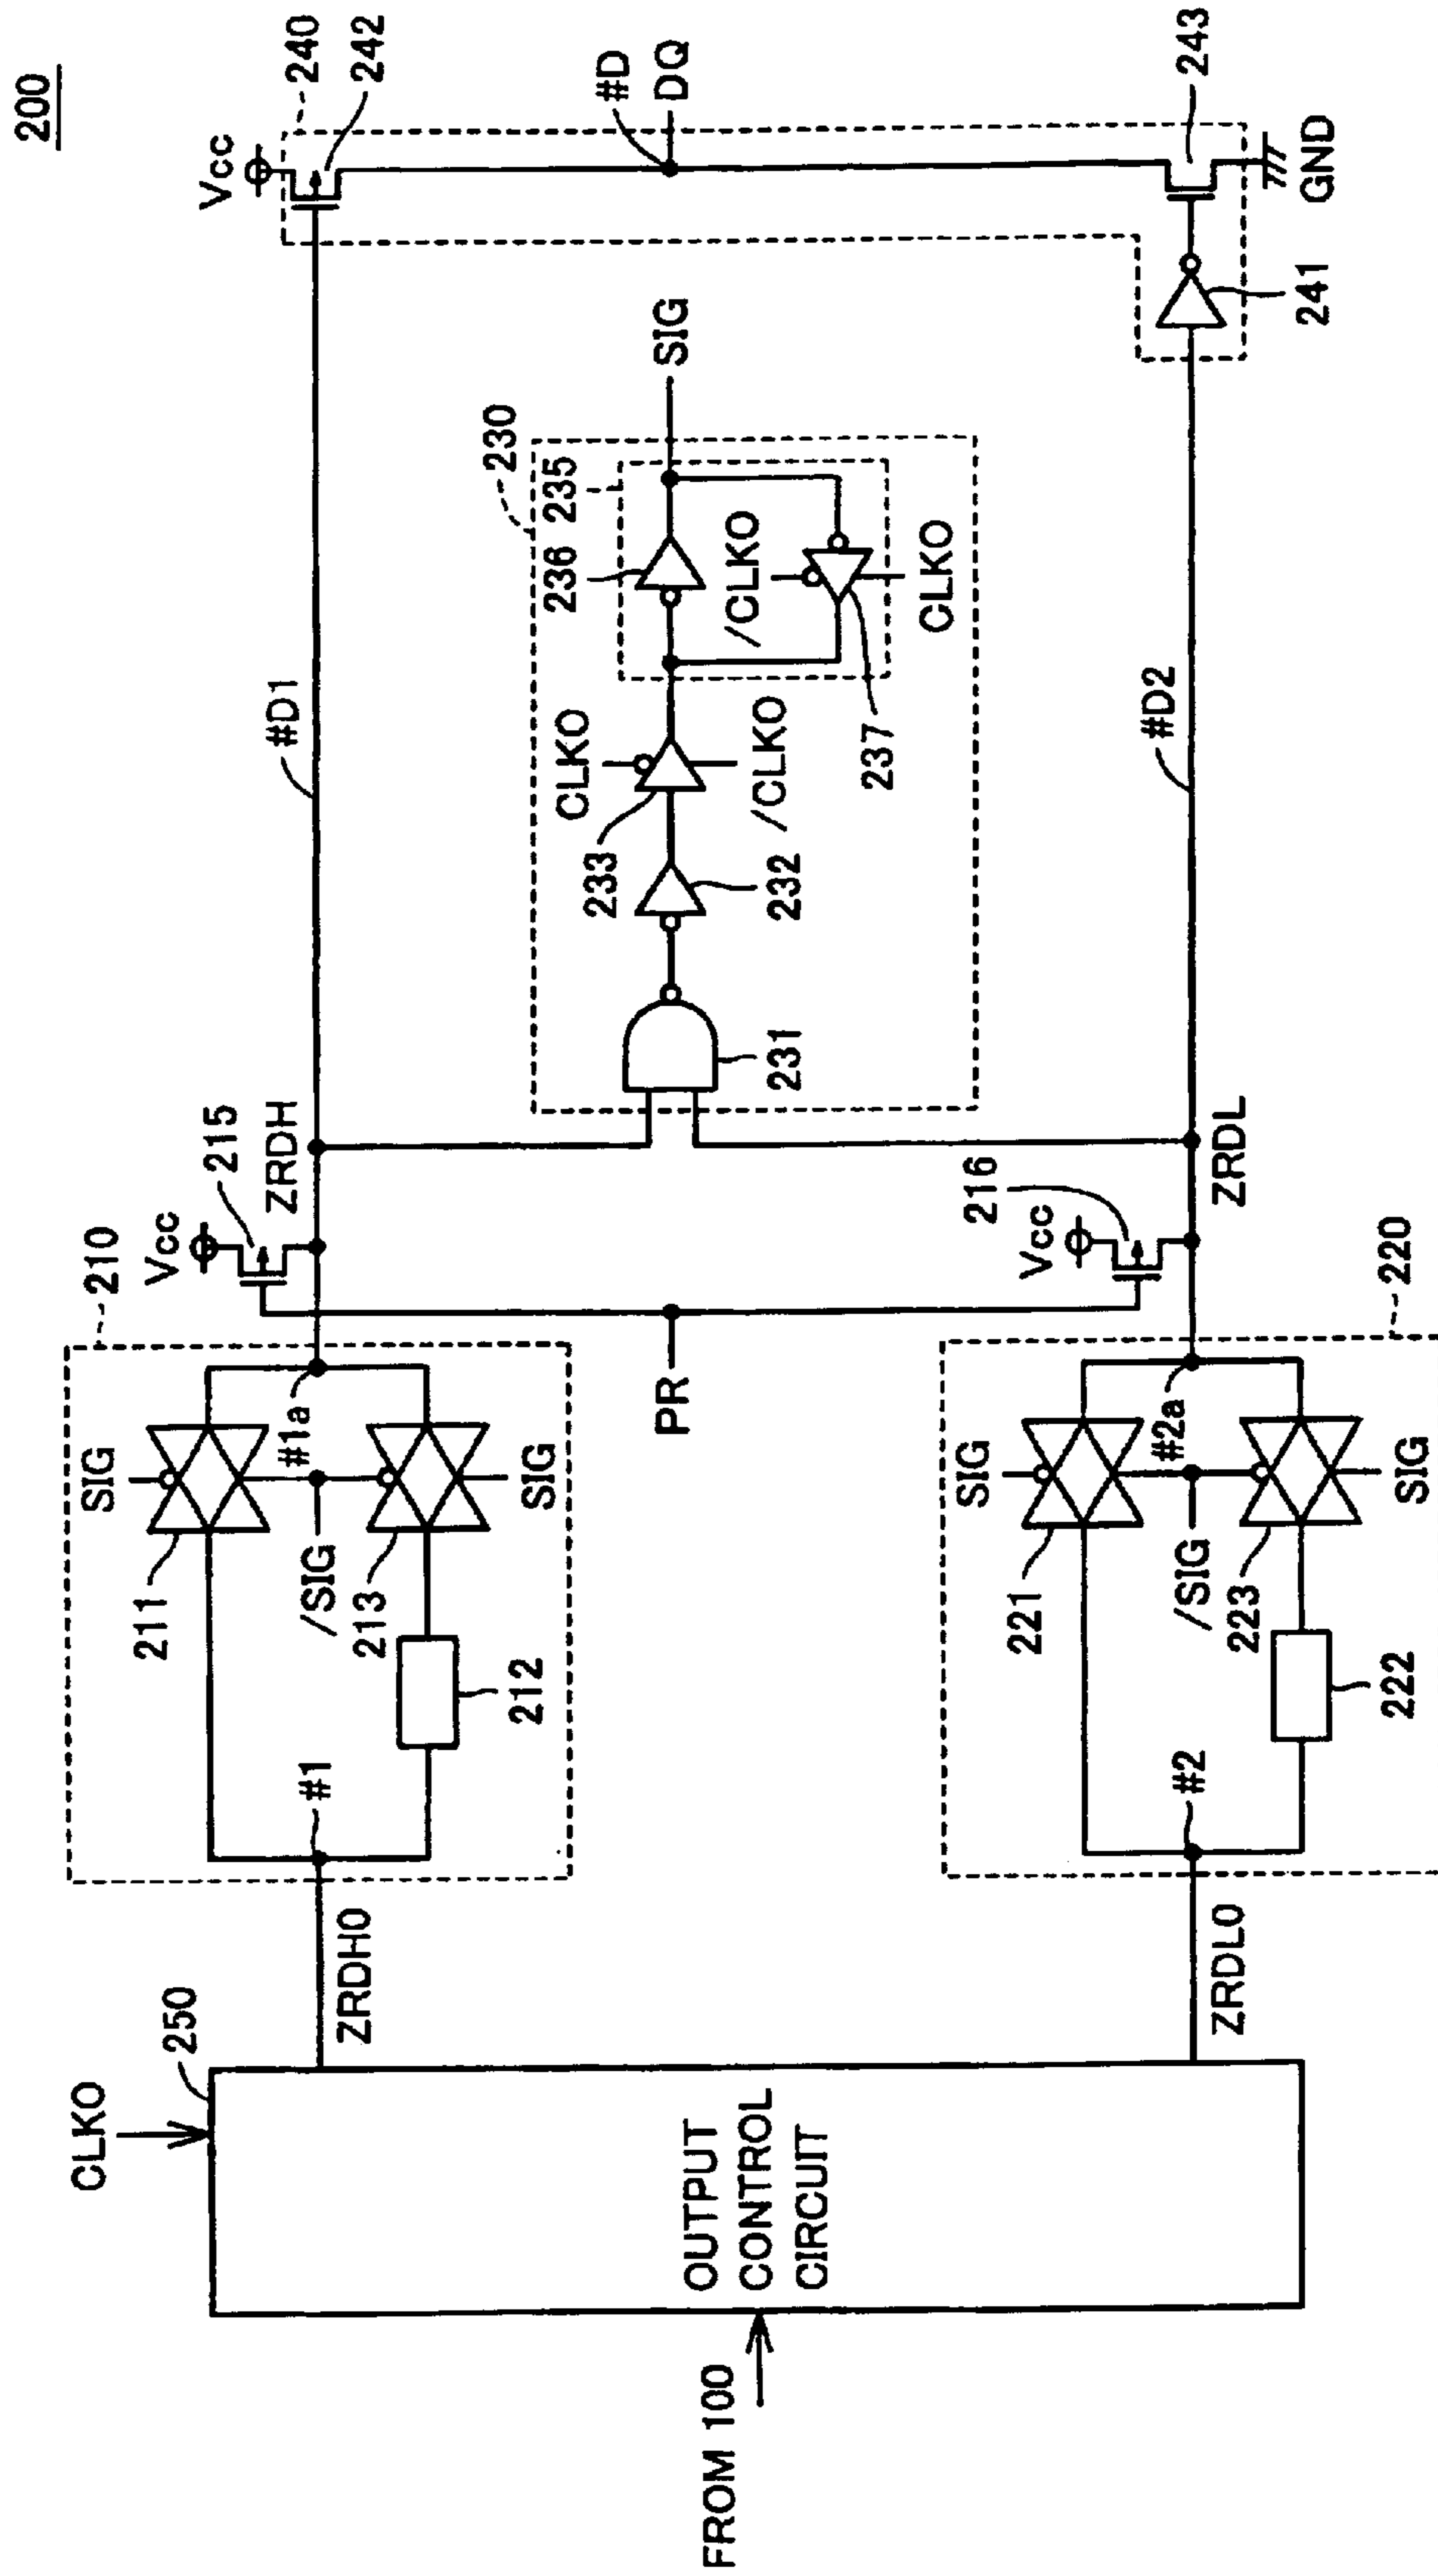 200
CLKO
250
FROM 100
OUTPUT
CONTROL
CIRCUIT
ZRDH0
ZRDL0
210
SIG
211
#1
#1a
/SIG
213
212
SIG
Vcc
215
ZRDH
PR
220
SIG
221
#2
#2a
/SIG
223
222
SIG
Vcc
216
ZRDL
#D1
230
231
232
233
CLKO
/CLKO
235
236
/CLKO
237
CLKO
SIG
#D2
240
Vcc
242
#D
DQ
241
243
GND